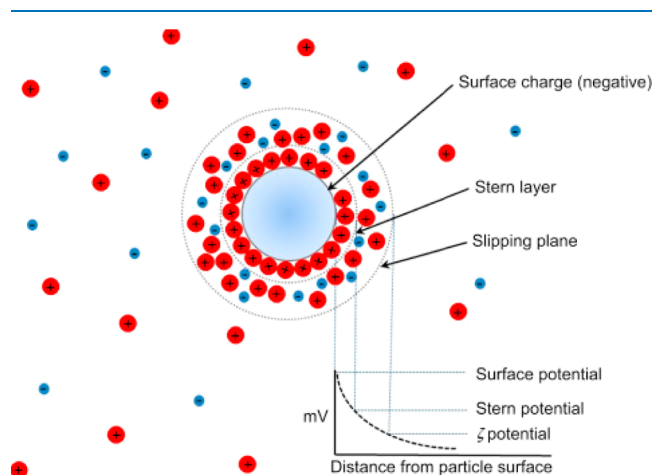 Surface charge (negative)
Stern layer
Slipping plane
Surface potential
Stern potential
mV
ζ potential
Distance from particle surface